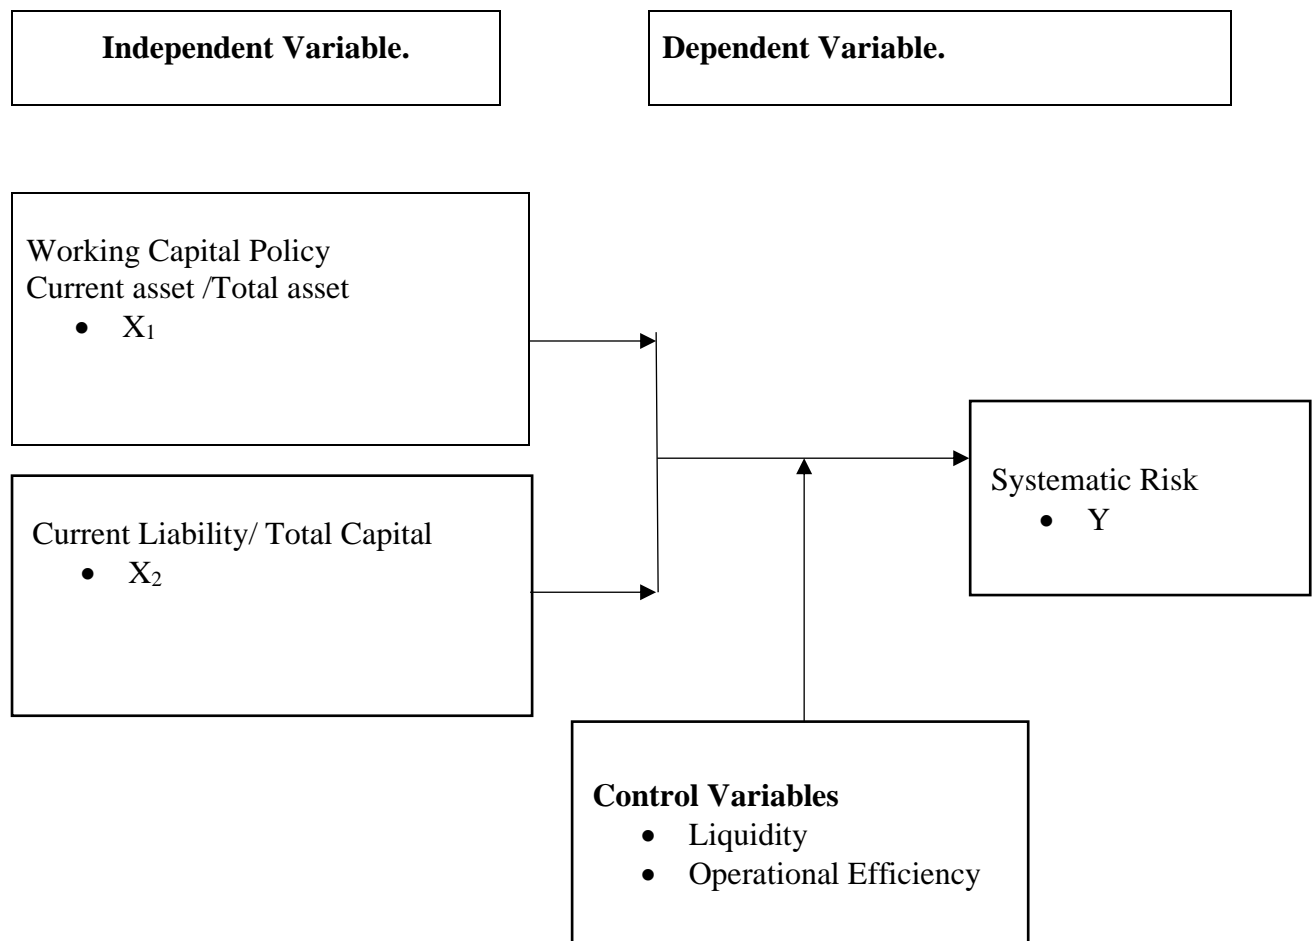 Independent Variable.
Dependent Variable.
Working Capital Policy
Current asset /Total asset
• X₁
Current Liability/ Total Capital
• X₂
Systematic Risk
• Y
Control Variables
• Liquidity
• Operational Efficiency